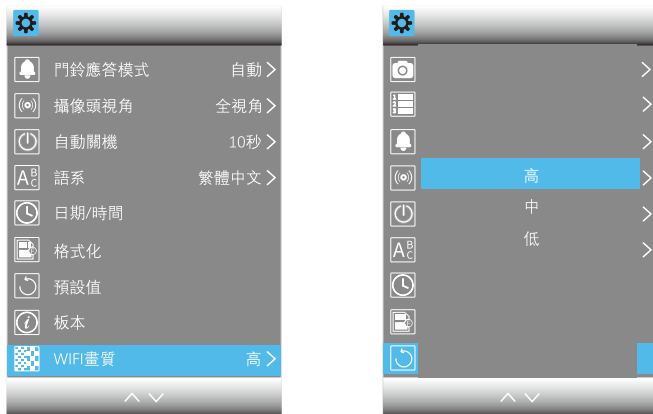 門鈴應答模式 自動
攝像頭視角 全視角
自動關機 10秒
語系 繁體中文
日期/時間
格式化
預設值
板本
WIFI畫質 高
高
中
低